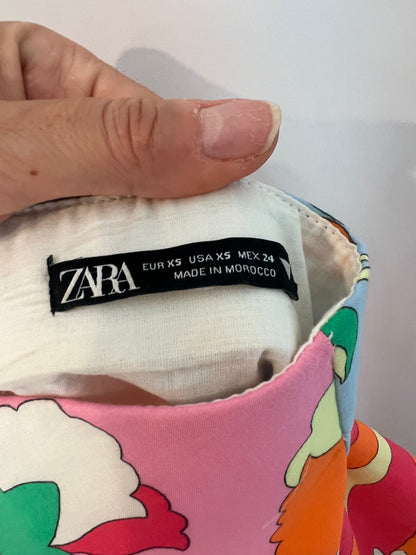 ZARA
EUR XS USA XS MEX 24
MADE IN MOROCCO